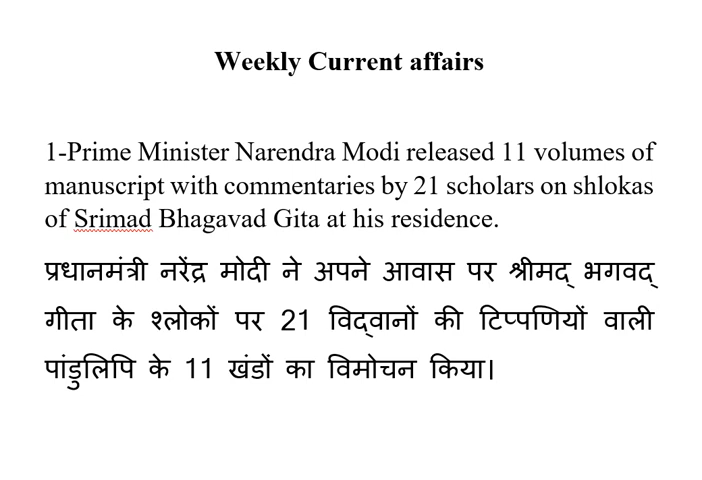 Weekly Current affairs
1-Prime Minister Narendra Modi released 11 volumes of
manuscript with commentaries by 21 scholars on shlokas
of Srimad Bhagavad Gita at his residence.
प्रधानमंत्री नरेंद्र मोदी ने अपने आवास पर श्रीमद् भगवद्
गीता के श्लोकों पर 21 विद्वानों की टिप्पणियों वाली
पांडुलिपि के 11 खंडों का विमोचन किया।